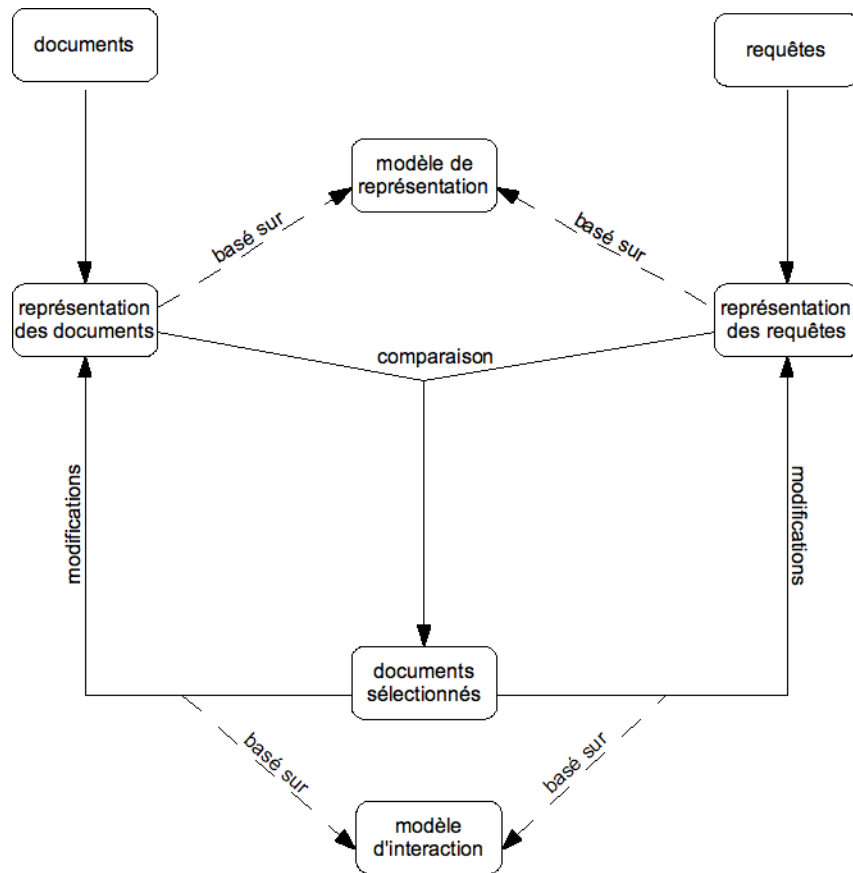 documents
requêtes
modèle de
représentation
basé sur
basé sur
représentation
des documents
représentation
des requêtes
comparaison
modifications
modifications
documents
sélectionnés
basé sur
basé sur
modèle
d'interaction